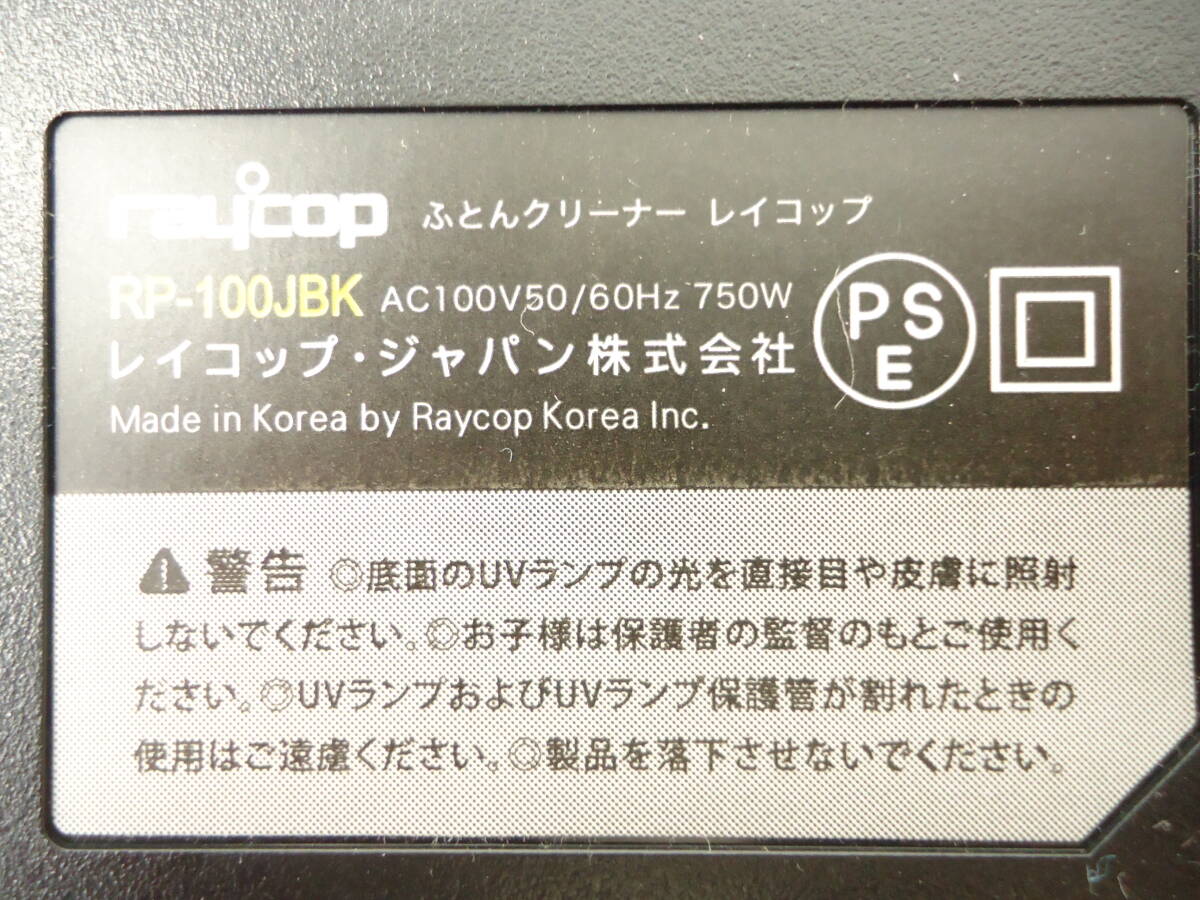 raycop ふとんクリーナー レイコップ
RP-100JBK AC100V50/60Hz 750W
レイコップ・ジャパン株式会社
PSE
Made in Korea by Raycop Korea Inc.
警告 ◎底面のUVランプの光を直接目や皮膚に照射
しないでください。◎お子様は保護者の監督のもとご使用く
ださい。◎UVランプおよびUVランプ保護管が割れたときの
使用はご遠慮ください。◎製品を落下させないでください。